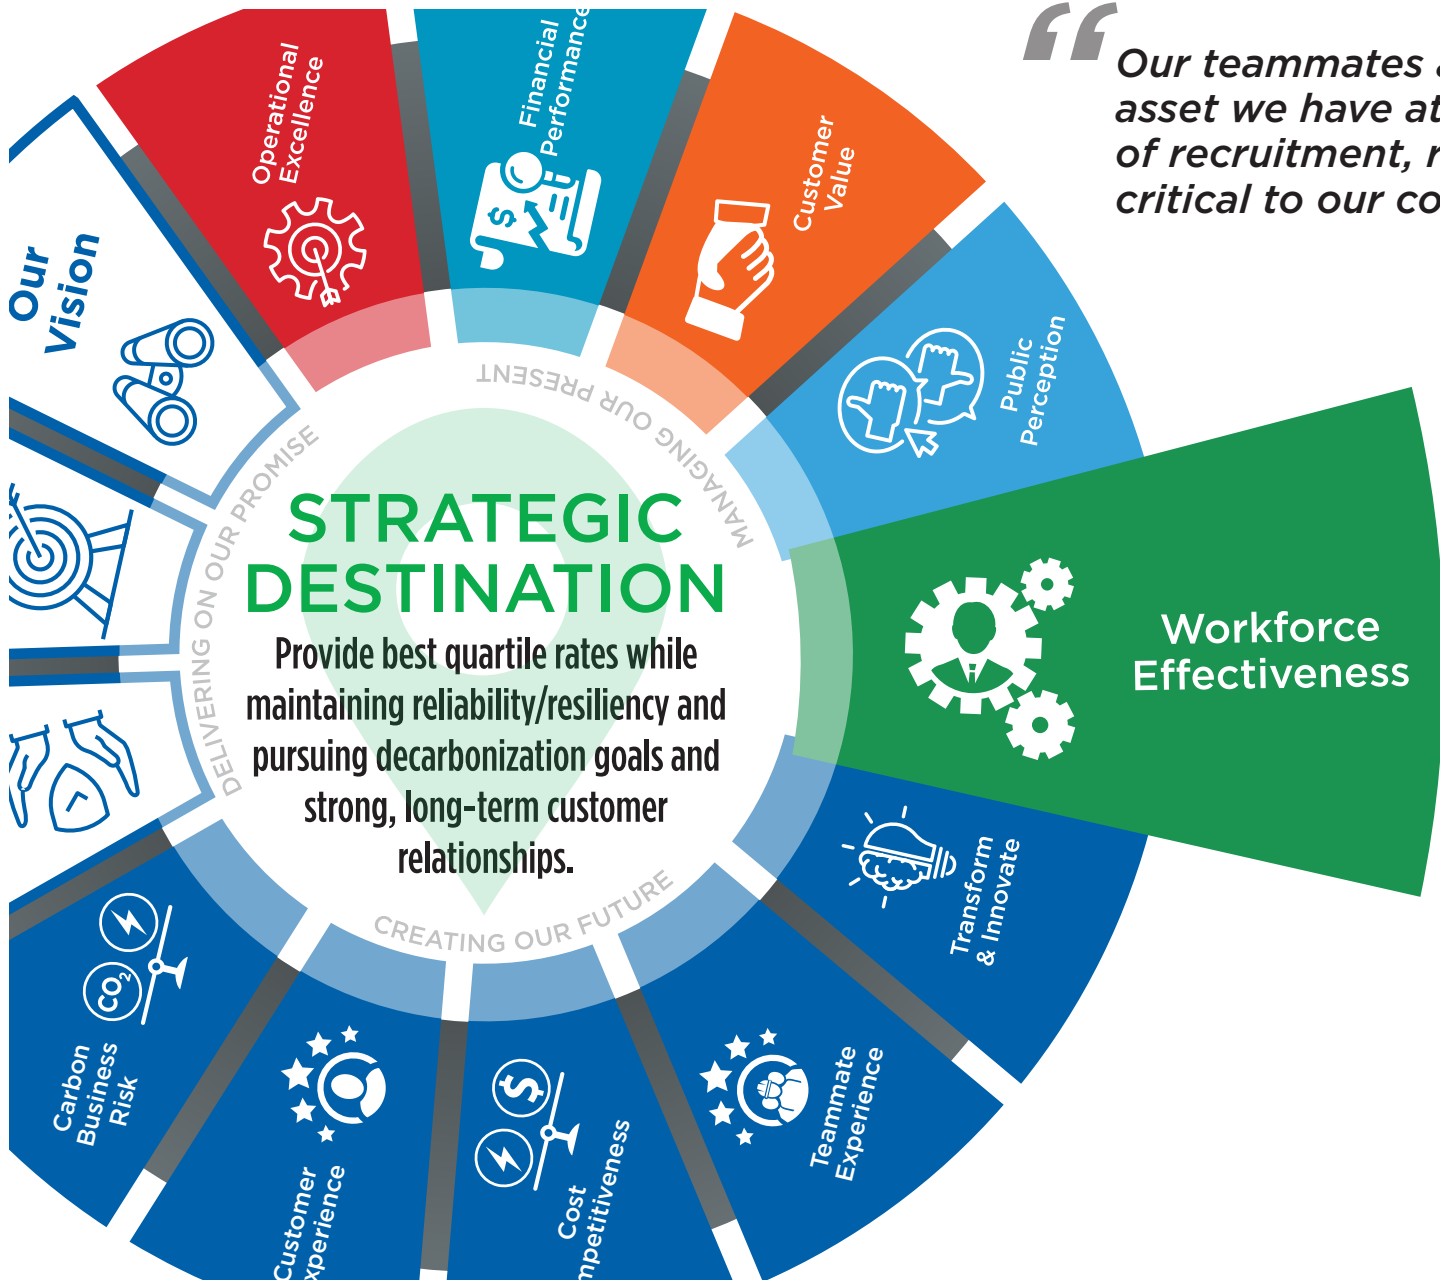 “
Our teammates a
asset we have at
of recruitment, r
critical to our co
Our
Vision
Operational
Excellence
Financial
Performance
$
Customer
Value
Public
Perception
Workforce
Effectiveness
Transform
& Innovate
Teammate
Experience
$
Cost
mpetitiveness
Customer
xperience
CO2
Carbon
Business
Risk
DELIVERING ON OUR PROMISE
MANAGING OUR PRESENT
CREATING OUR FUTURE
STRATEGIC
DESTINATION
Provide best quartile rates while
maintaining reliability/resiliency and
pursuing decarbonization goals and
strong, long-term customer
relationships.